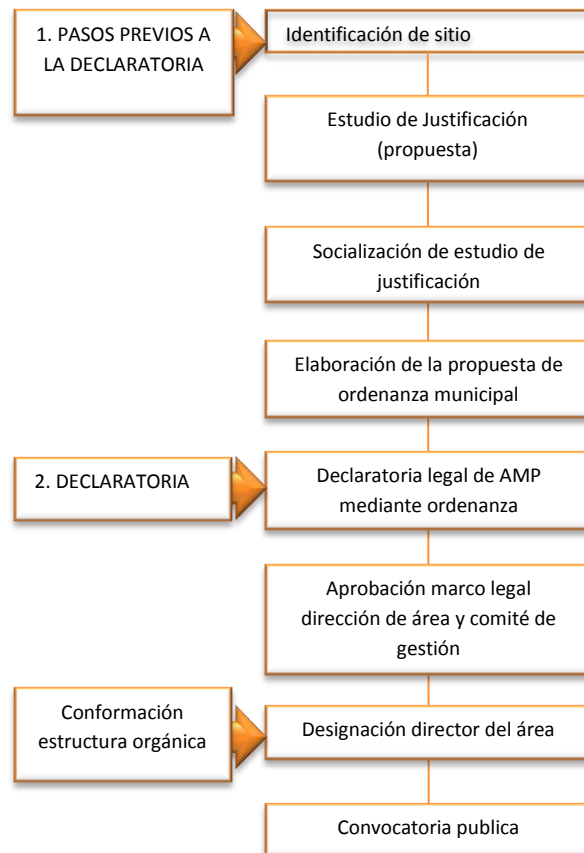 1. PASOS PREVIOS A
LA DECLARATORIA
Identificación de sitio
Estudio de Justificación
(propuesta)
Socialización de estudio de
justificación
Elaboración de la propuesta de
ordenanza municipal
2. DECLARATORIA
Declaratoria legal de AMP
mediante ordenanza
Aprobación marco legal
dirección de área y comité de
gestión
Conformación
estructura orgánica
Designación director del área
Convocatoria publica